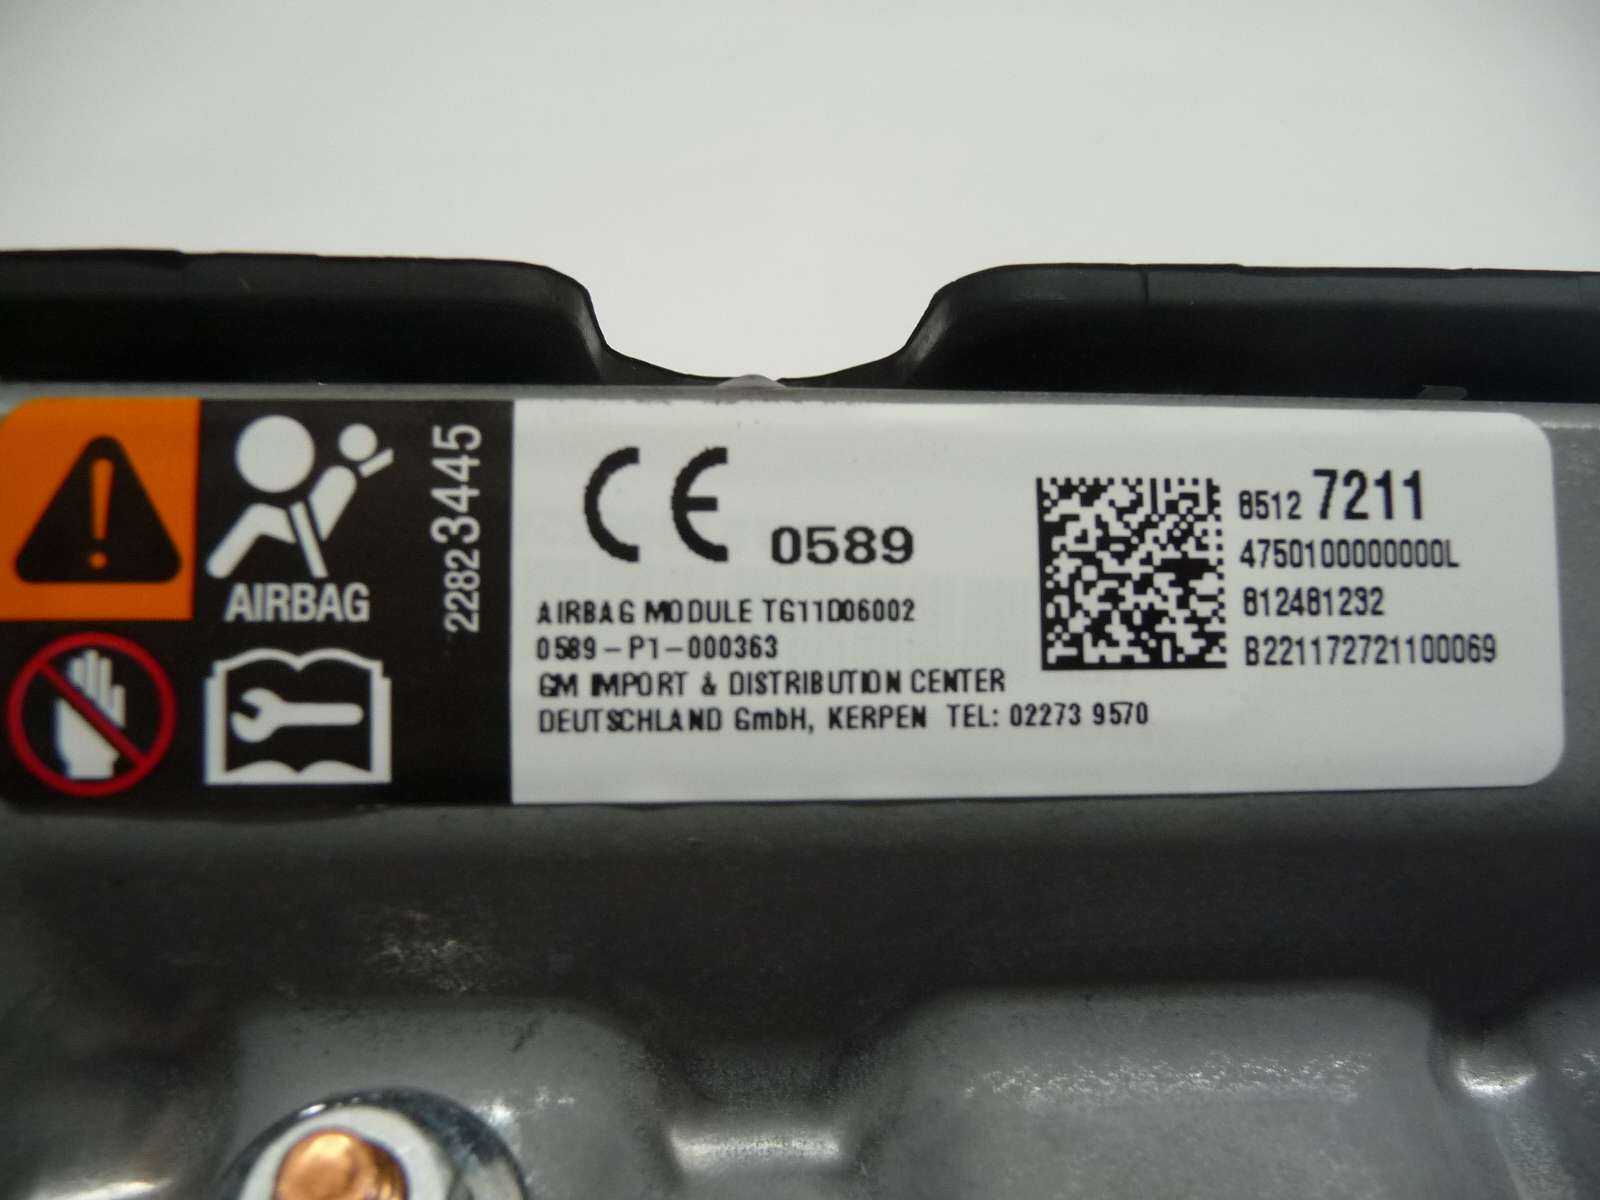 AIRBAG
22823445
CE 0589
AIRBAG MODULE TG11D06002
0589-P1-000363
GM IMPORT & DISTRIBUTION CENTER
DEUTSCHLAND GmbH, KERPEN TEL: 02273 9570
8512 7211
4750100000000L
812481232
B221172721100069